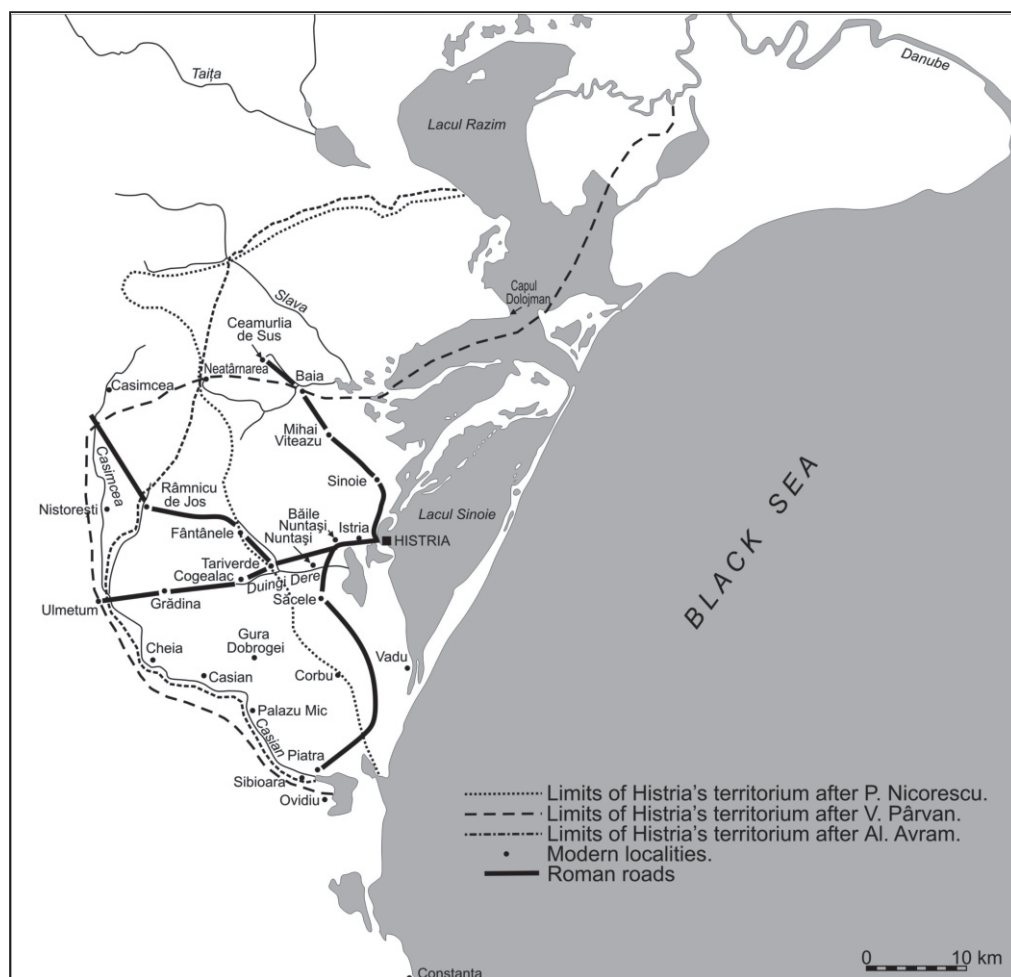 Taița
Danube
Lacul Razim
Capul
Dolojman
Slava
Ceamurlia
de Sus
Neatârnarea
Baia
Casimcea
Mihai
Viteazu
Casimcea
Sinoie
Râmnicu
de Jos
Nistorești
Lacul Sinoie
Băile
Nuntași
Istria
Nuntași
Fântânele
HISTRIA
Tariverde
Cogealac
Duingi Dere
Săcele
Ulmetum
Grădina
BLACK SEA
Gura
Dobrogei
Cheia
Vadu
Casian
Corbu
Palazu Mic
Casian
Piatra
Sibioara
Ovidiu
Limits of Histria's territorium after P. Nicorescu.
Limits of Histria's territorium after V. Pârvan.
Limits of Histria's territorium after Al. Avram.
Modern localities.
Roman roads
0 10 km
Constanta